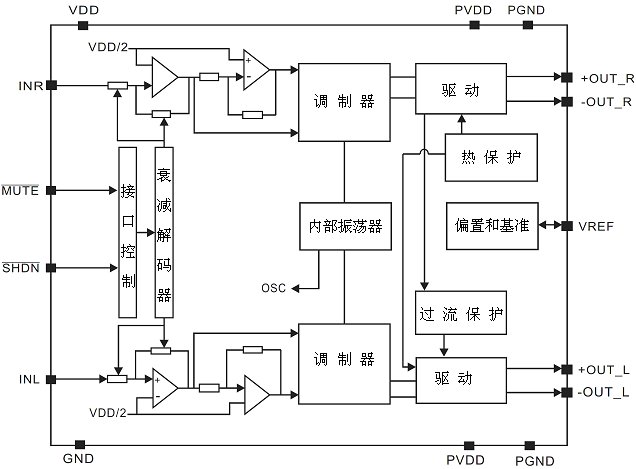 VDD
PVDD
PGND
VDD/2
INR
+
-
调制器
驱动
+OUT_R
-OUT_R
热保护
MUTE
接口控制
衰减解码器
内部振荡器
偏置和基准
VREF
SHDN
OSC
过流保护
调制器
驱动
+OUT_L
-OUT_L
INL
+
-
VDD/2
GND
PVDD
PGND